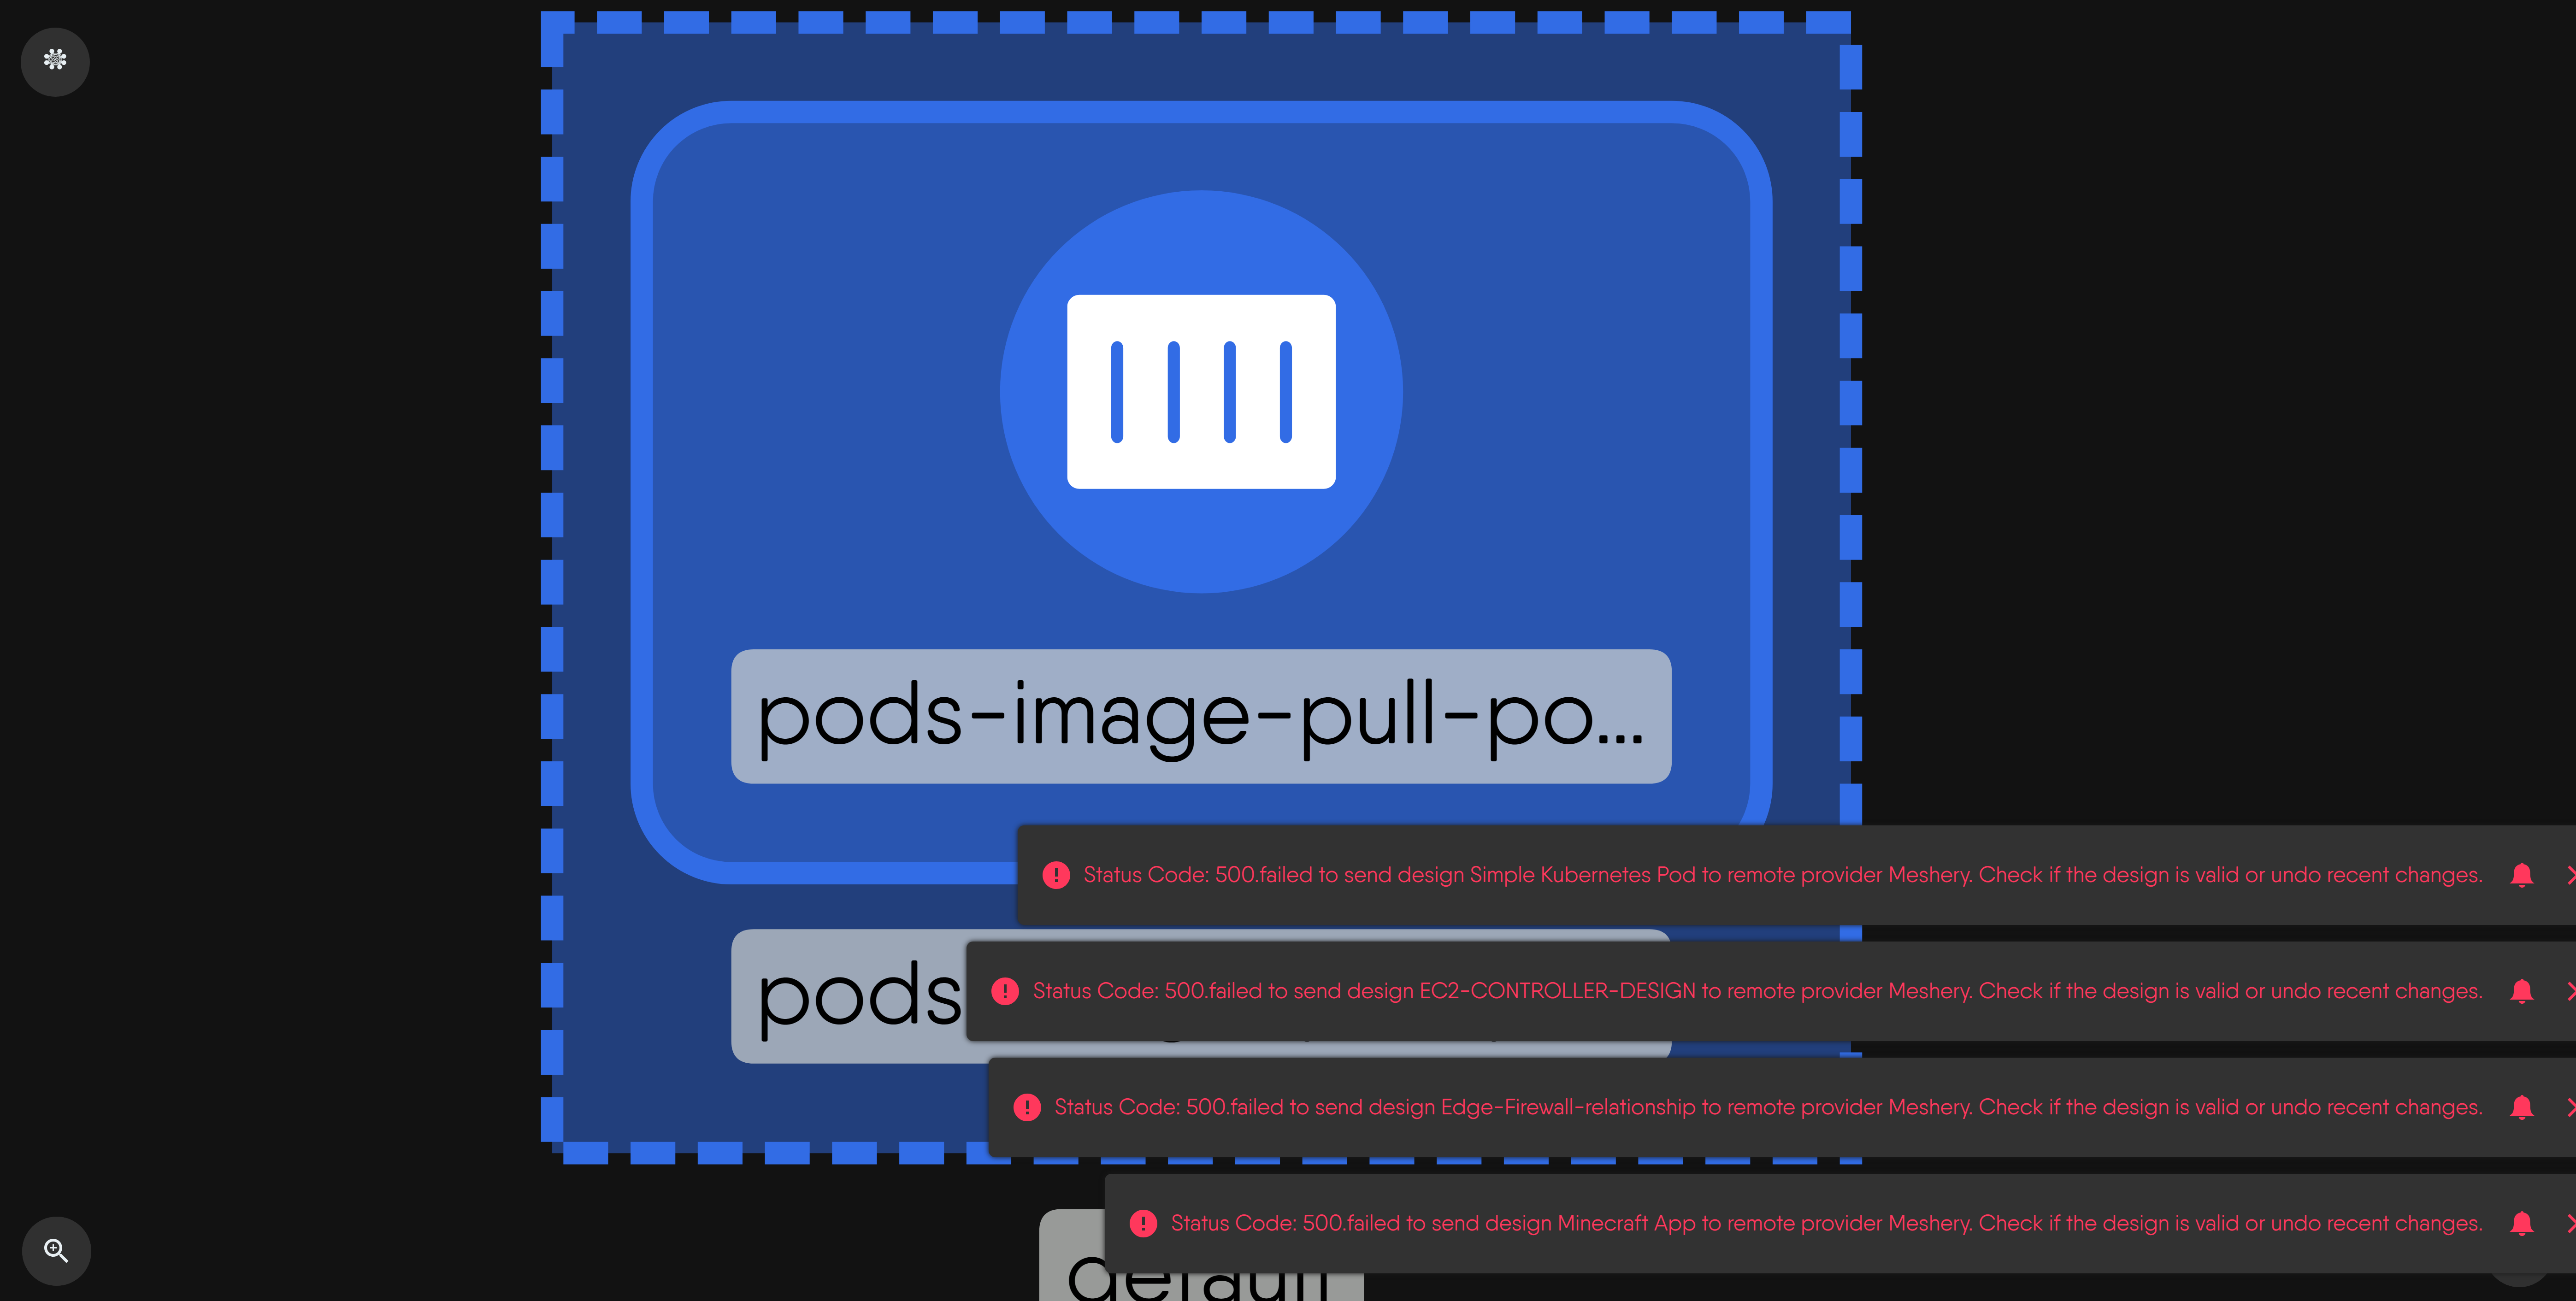 pods-image-pull-po...
Status Code: 500.failed to send design Simple Kubernetes Pod to remote provider Meshery. Check if the design is valid or undo recent changes.
pods
Status Code: 500.failed to send design EC2-CONTROLLER-DESIGN to remote provider Meshery. Check if the design is valid or undo recent changes.
Status Code: 500.failed to send design Edge-Firewall-relationship to remote provider Meshery. Check if the design is valid or undo recent changes.
Status Code: 500.failed to send design Minecraft App to remote provider Meshery. Check if the design is valid or undo recent changes.
default